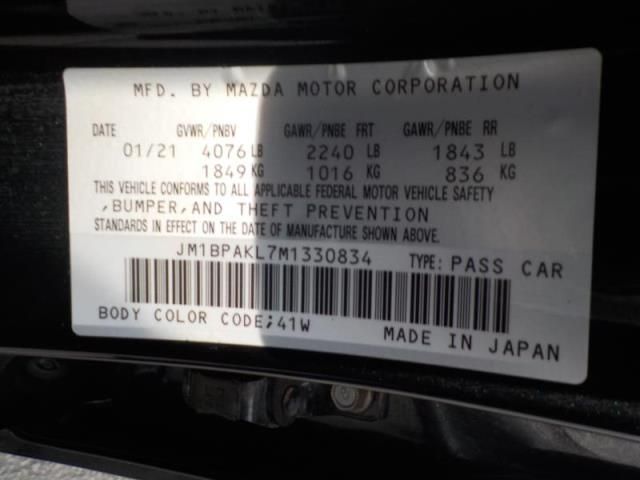 MFD. BY MAZDA MOTOR CORPORATION
DATE GVWR/PNBV GAWR/PNBE FRT GAWR/PNBE RR
01/21 4076 LB 2240 LB 1843 LB
1849 KG 1016 KG 836 KG
THIS VEHICLE CONFORMS TO ALL APPLICABLE FEDERAL MOTOR VEHICLE SAFETY
,BUMPER,AND THEFT PREVENTION
STANDARDS IN EFFECT ON THE DATE OF MANUFACTURE SHOWN ABOVE.
JM1BPAKL7M1330834 TYPE: PASS CAR
BODY COLOR CODE;41W MADE IN JAPAN